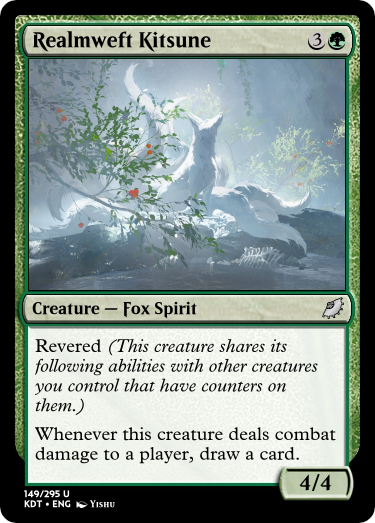 Realmweft Kitsune 3
Creature — Fox Spirit
Revered (This creature shares its
following abilities with other creatures
you control that have counters on
them.)
Whenever this creature deals combat
damage to a player, draw a card.
4/4
149/295 U
KDT • ENG Yishu